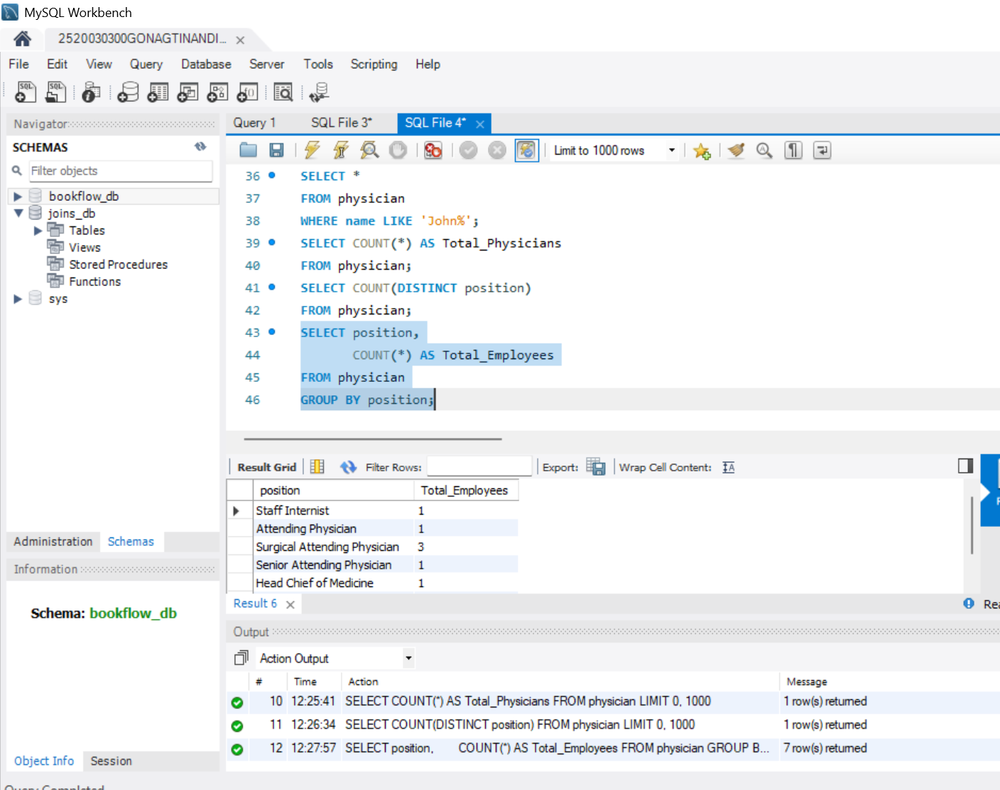 MySQL Workbench
2520030300GONAGTINANDI...
File Edit View Query Database Server Tools Scripting Help
Navigator
SCHEMAS
Filter objects
bookflow_db
joins_db
Tables
Views
Stored Procedures
Functions
sys
Administration Schemas
Information
Schema: bookflow_db
Object Info Session
Query 1 SQL File 3* SQL File 4*
Limit to 1000 rows
36 SELECT *
37 FROM physician
38 WHERE name LIKE 'John%';
39 SELECT COUNT(*) AS Total_Physicians
40 FROM physician;
41 SELECT COUNT(DISTINCT position)
42 FROM physician;
43 SELECT position,
44 COUNT(*) AS Total_Employees
45 FROM physician
46 GROUP BY position;
Result Grid Filter Rows: Export: Wrap Cell Content:
position Total_Employees
Staff Internist 1
Attending Physician 1
Surgical Attending Physician 3
Senior Attending Physician 1
Head Chief of Medicine 1
Result 6
Output
Action Output
# Time Action Message
10 12:25:41 SELECT COUNT(*) AS Total_Physicians FROM physician LIMIT 0, 1000 1 row(s) returned
11 12:26:34 SELECT COUNT(DISTINCT position) FROM physician LIMIT 0, 1000 1 row(s) returned
12 12:27:57 SELECT position, COUNT(*) AS Total_Employees FROM physician GROUP B... 7 row(s) returned
Query Completed